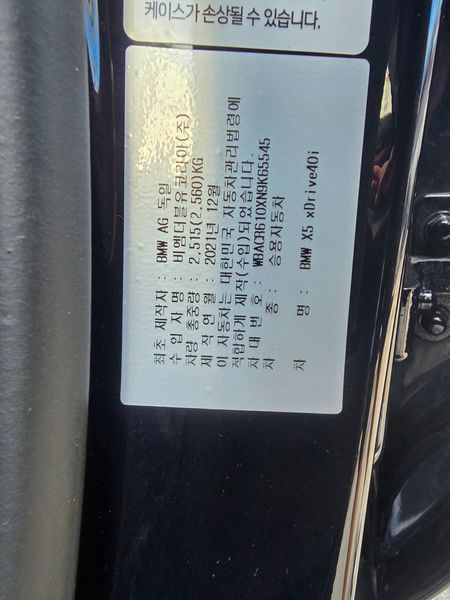 케이스가 손상될 수 있습니다.
최초 제작자 : BMW AG 독일
수 입 자 명 : 비엠더블유코리아(주)
차량 총중량 : 2,515(2,560)KG
제 작 연 월 : 2021년 12월
이 자동차는 대한민국 자동차관리법령에
적합하게 제작(수입)되었습니다.
차 대 번 호 : WBACR610XN9K65545
차 종 : 승용자동차
차 명 : BMW X5 xDrive40i